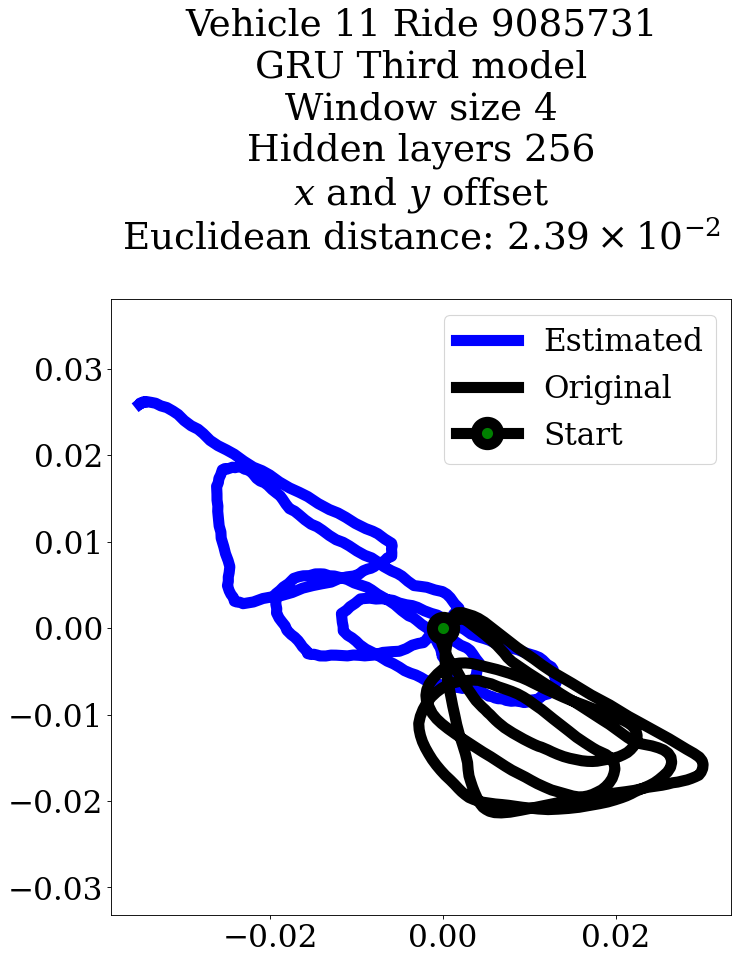 Vehicle 11 Ride 9085731
GRU Third model
Window size 4
Hidden layers 256
x and y offset
Euclidean distance: 2.39 × 10⁻²
Estimated
Original
Start
0.03
0.02
0.01
0.00
−0.01
−0.02
−0.03
−0.02 0.00 0.02